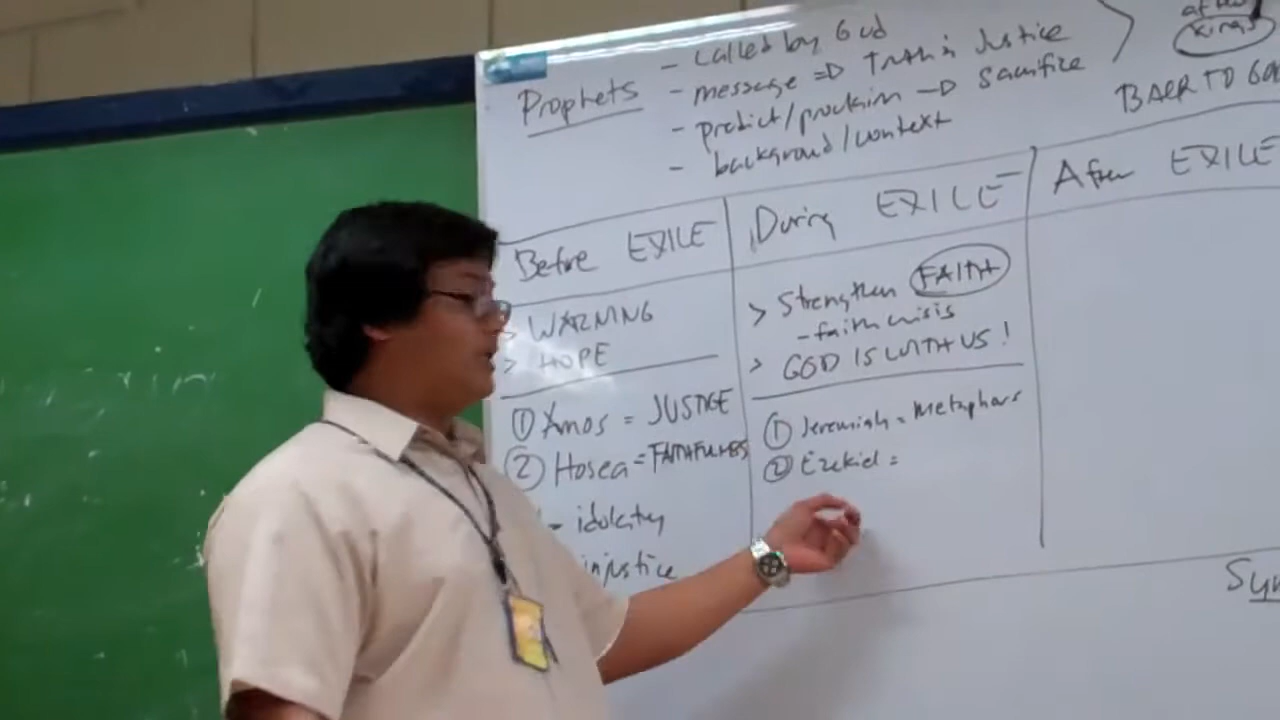 Prophets
- called by God
- message => Truth & Justice
- predict/proclaim -> Sacrifice
- background/context
after
Kings
BACK TO GOD
Before EXILE
During EXILE
After EXILE
> WARNING
> HOPE
> Strengthen FAITH
- faith crisis
> GOD IS WITH US!
① Amos = JUSTICE
② Hosea = FAITHFULNESS
- idolatry
injustice
① Jeremiah = Metaphors
② Ezekiel =